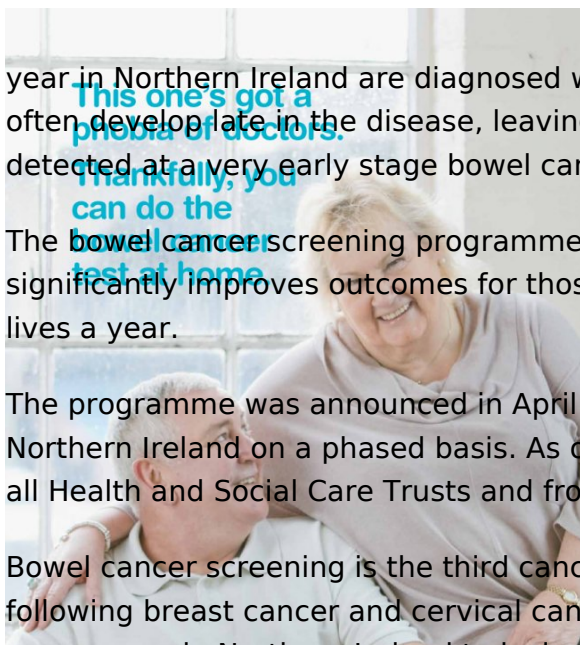 This one's got a
phobia of doctors.
Thankfully, you
can do the
bowel cancer
test at home
year in Northern Ireland are diagnosed
often develop late in the disease, leavin
detected at a very early stage bowel can
The bowel cancer screening programme
significantly improves outcomes for thos
lives a year.
The programme was announced in April
Northern Ireland on a phased basis. As
all Health and Social Care Trusts and fro
Bowel cancer screening is the third canc
following breast cancer and cervical can